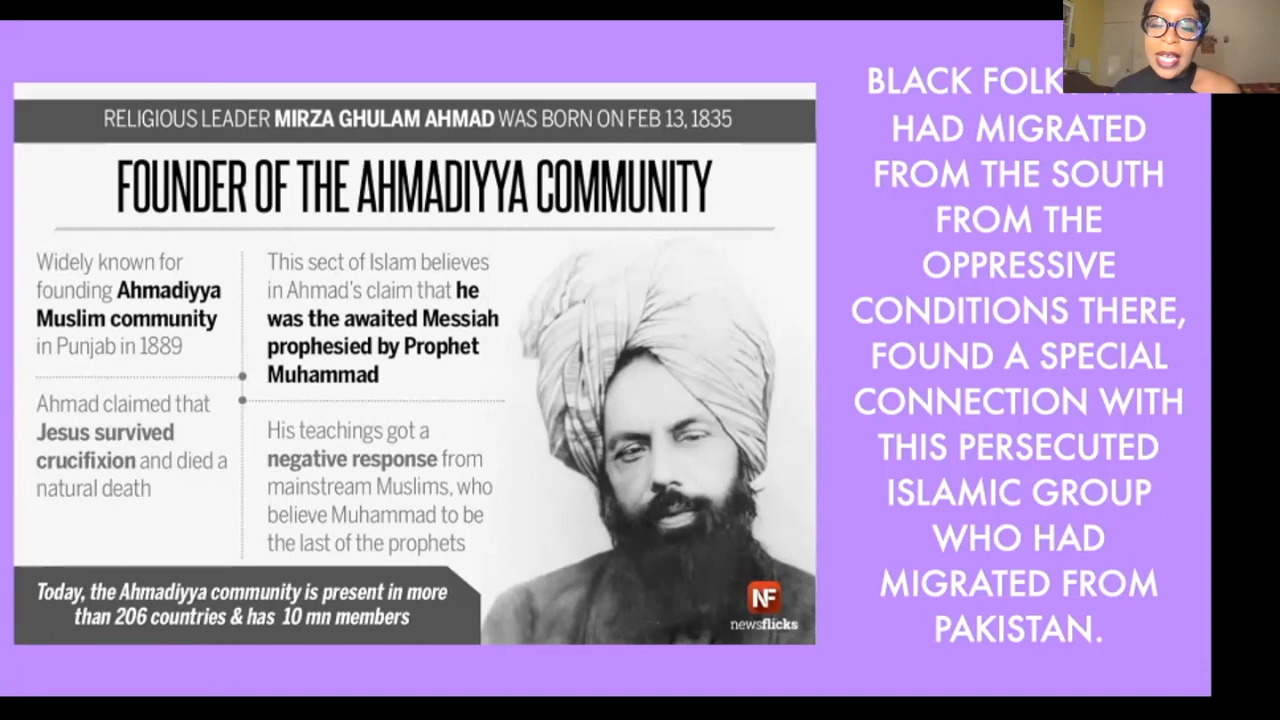 RELIGIOUS LEADER MIRZA GHULAM AHMAD WAS BORN ON FEB 13, 1835
FOUNDER OF THE AHMADIYYA COMMUNITY
Widely known for
founding Ahmadiyya
Muslim community
in Punjab in 1889
Ahmad claimed that
Jesus survived
crucifixion and died a
natural death
This sect of Islam believes
in Ahmad's claim that he
was the awaited Messiah
prophesied by Prophet
Muhammad
His teachings got a
negative response from
mainstream Muslims, who
believe Muhammad to be
the last of the prophets
Today, the Ahmadiyya community is present in more
than 206 countries & has 10 mn members
NF
newsflicks
BLACK
HAD MIGRATED
FROM THE SOUTH
FROM THE
OPPRESSIVE
CONDITIONS THERE,
FOUND A SPECIAL
CONNECTION WITH
THIS PERSECUTED
ISLAMIC GROUP
WHO HAD
MIGRATED FROM
PAKISTAN.